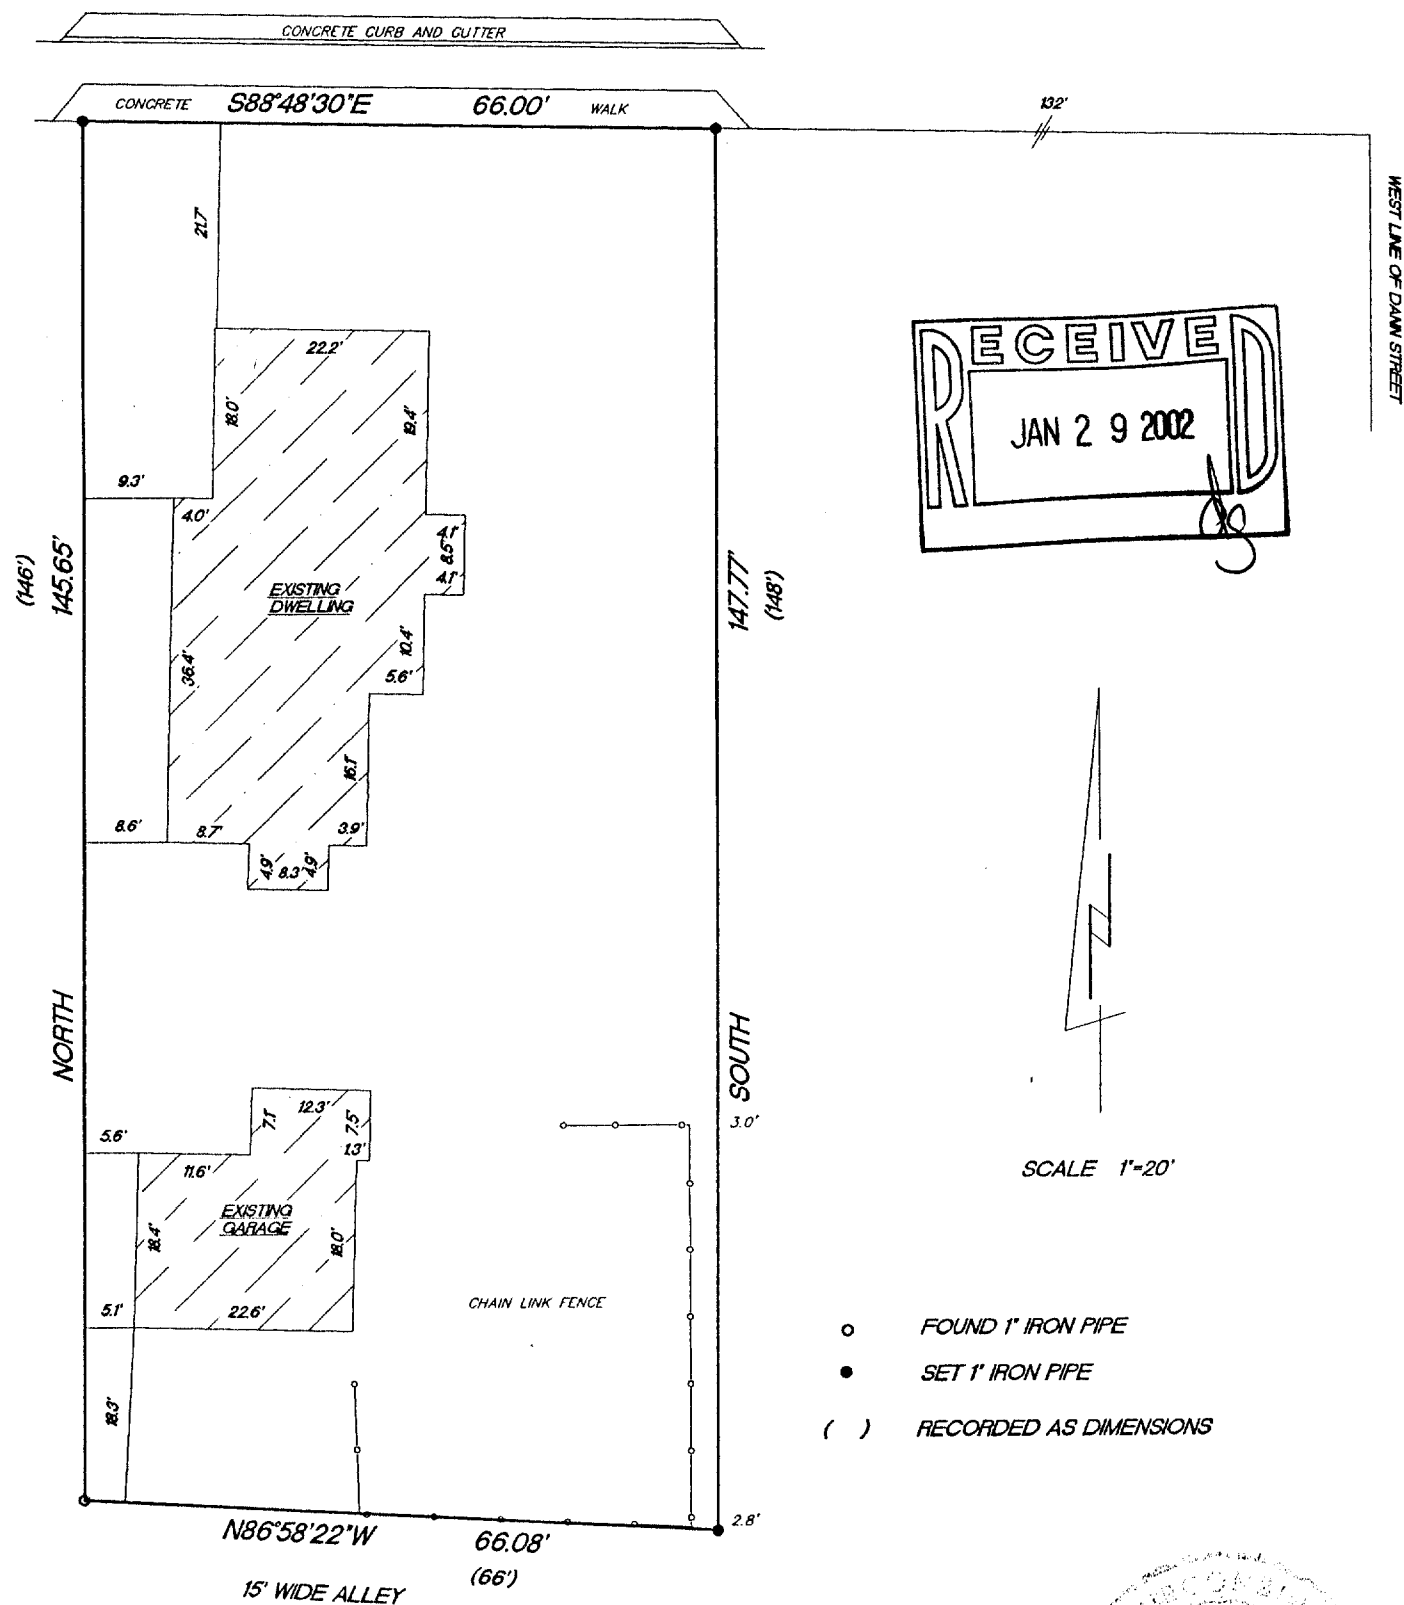 CONCRETE CURB AND GUTTER
CONCRETE S88°48'30"E 66.00' WALK
132'
WEST LINE OF DANN STREET
21.7'
22.2'
18.0'
19.4'
9.3'
4.0'
4.1'
8.5'
4.1'
EXISTING
DWELLING
10.4'
5.6'
36.4'
16.1'
8.6'
8.7'
3.9'
4.9'
8.3'
4.9'
(146')
145.65'
147.77'
(148')
RECEIVED
JAN 29 2002
NORTH
SOUTH
N
SCALE 1"=20'
12.3'
7.1'
7.5'
1.3'
5.6'
11.6'
EXISTING
GARAGE
18.4'
18.0'
5.1'
22.6'
18.3'
3.0'
CHAIN LINK FENCE
2.8'
FOUND 1" IRON PIPE
SET 1" IRON PIPE
( ) RECORDED AS DIMENSIONS
N86°58'22"W 66.08'
(66')
15' WIDE ALLEY